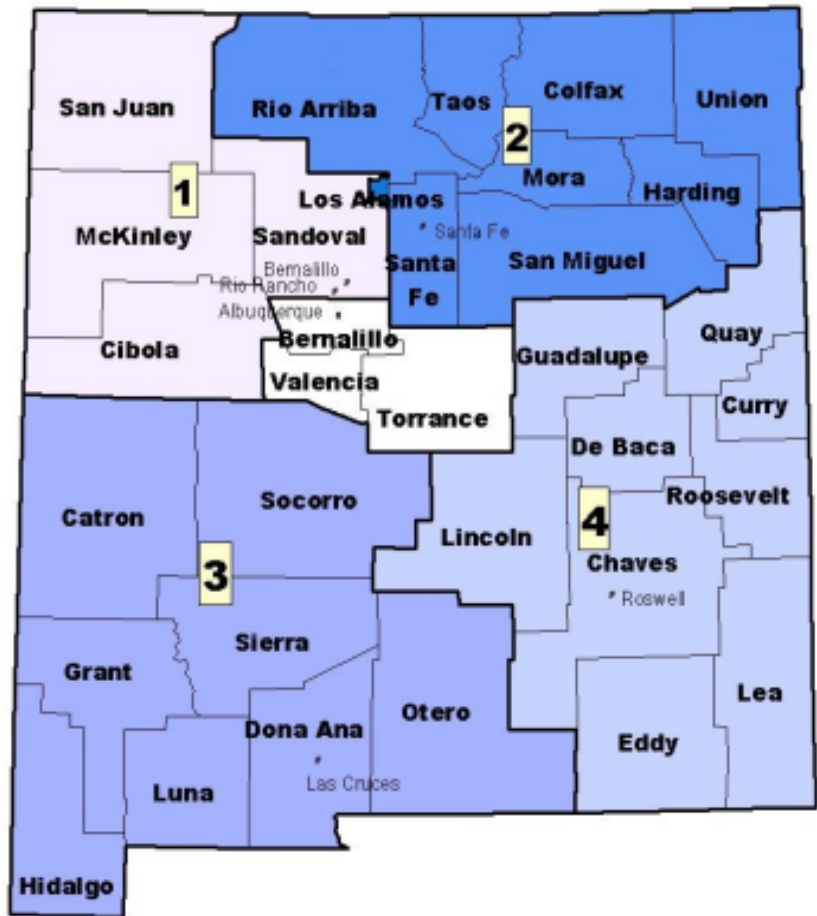 San Juan
Rio Arriba
Taos
Colfax
Union
2
1
Mora
Harding
Los Alamos
McKinley
Sandoval
Santa Fe
Santa
Fe
San Miguel
Bernalillo
Rio Rancho
Albuquerque
Bernalillo
Cibola
Valencia
Torrance
Guadalupe
Quay
Curry
De Baca
Roosevelt
Catron
Socorro
Lincoln
4
Chaves
Roswell
3
Sierra
Grant
Dona Ana
Otero
Las Cruces
Luna
Hidalgo
Eddy
Lea